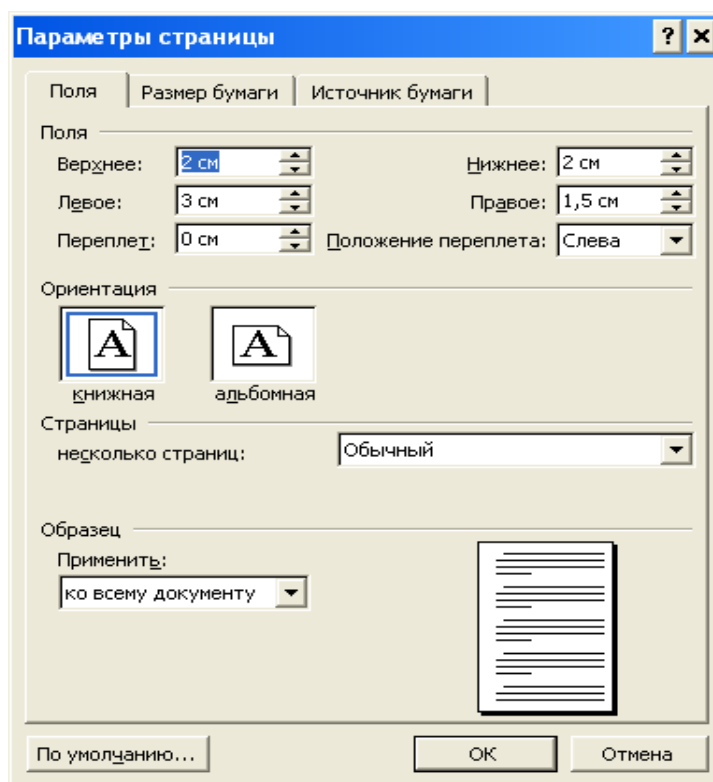 Параметры страницы
Поля Размер бумаги Источник бумаги
Поля
Верхнее: 2 см Нижнее: 2 см
Левое: 3 см Правое: 1,5 см
Переплет: 0 см Положение переплета: Слева
Ориентация
A A
книжная альбомная
Страницы
несколько страниц: Обычный
Образец
Применить:
ко всему документу
По умолчанию... ОК Отмена